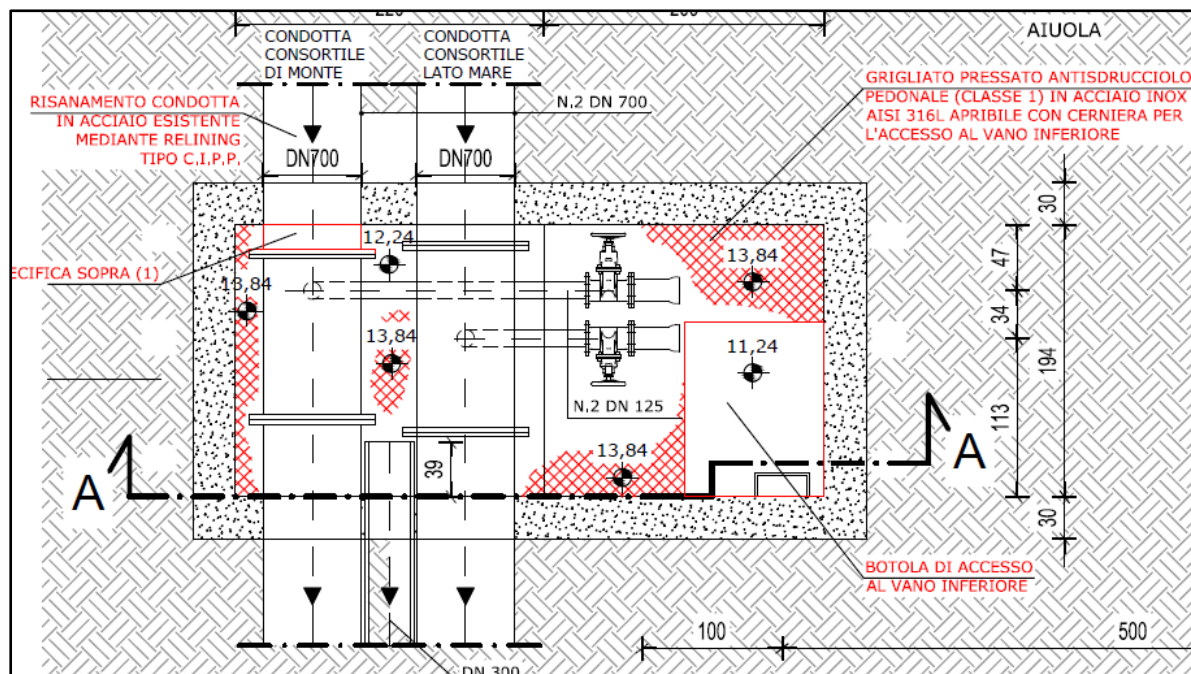 CONDOTTA
CONSORTILE
DI MONTE
CONDOTTA
CONSORTILE
LATO MARE
AIUOLA
RISANAMENTO CONDOTTA
IN ACCIAIO ESISTENTE
MEDIANTE RELINING
TIPO C.I.P.P.
N.2 DN 700
GRIGLIATO PRESSATO ANTISDRUCCIOLO
PEDONALE (CLASSE 1) IN ACCIAIO INOX
AISI 316L APRIBILE CON CERNIERA PER
L'ACCESSO AL VANO INFERIORE
DN700
DN700
30
12,24
47
ECIFICA SOPRA (1)
13,84
13,84
34
13,84
11,24
194
113
N.2 DN 125
A
39
13,84
A
30
BOTOLA DI ACCESSO
AL VANO INFERIORE
100
500
DN 300